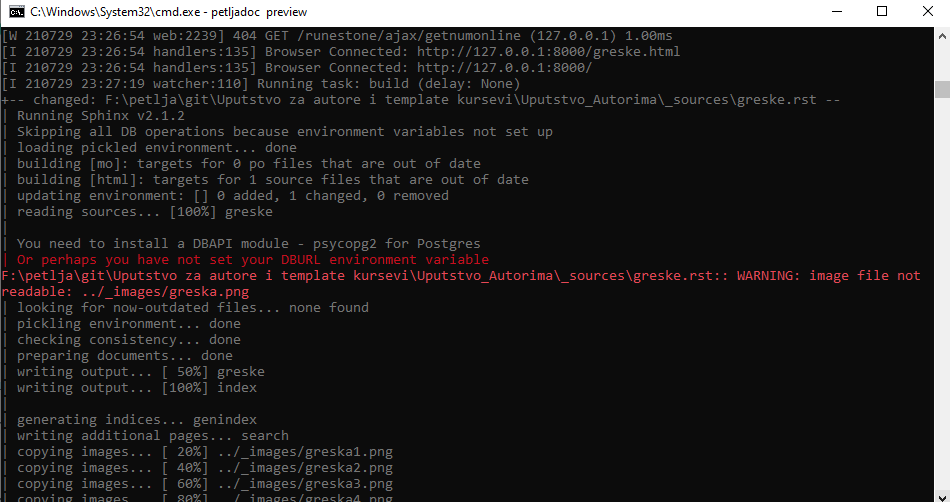 C:\Windows\System32\cmd.exe - petljadoc  preview
[W 210729 23:26:54 web:2239] 404 GET /runestone/ajax/getnumonline (127.0.0.1) 1.00ms
[I 210729 23:26:54 handlers:135] Browser Connected: http://127.0.0.1:8000/greske.html
[I 210729 23:26:54 handlers:135] Browser Connected: http://127.0.0.1:8000/
[I 210729 23:27:19 watcher:110] Running task: build (delay: None)
+-- changed: F:\petlja\git\Uputstvo za autore i template kursevi\Uputstvo_Autorima\_sources\greske.rst --
| Running Sphinx v2.1.2
| Skipping all DB operations because environment variables not set up
| loading pickled environment... done
| building [mo]: targets for 0 po files that are out of date
| building [html]: targets for 1 source files that are out of date
| updating environment: [] 0 added, 1 changed, 0 removed
| reading sources... [100%] greske
|
| You need to install a DBAPI module - psycopg2 for Postgres
| Or perhaps you have not set your DBURL environment variable
F:\petlja\git\Uputstvo za autore i template kursevi\Uputstvo_Autorima\_sources\greske.rst:: WARNING: image file not
readable: ../_images/greska.png
| looking for now-outdated files... none found
| pickling environment... done
| checking consistency... done
| preparing documents... done
| writing output... [ 50%] greske
| writing output... [100%] index
|
| generating indices... genindex
| writing additional pages... search
| copying images... [ 20%] ../_images/greska1.png
| copying images... [ 40%] ../_images/greska2.png
| copying images... [ 60%] ../_images/greska3.png
| copying images... [ 80%] ../_images/greska4.png